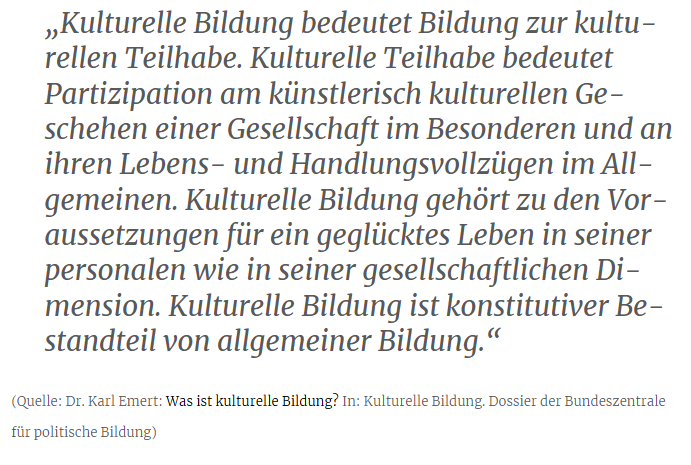 „Kulturelle Bildung bedeutet Bildung zur kultu-
rellen Teilhabe. Kulturelle Teilhabe bedeutet
Partizipation am künstlerisch kulturellen Ge-
schehen einer Gesellschaft im Besonderen und an
ihren Lebens- und Handlungsvollzügen im All-
gemeinen. Kulturelle Bildung gehört zu den Vor-
aussetzungen für ein geglücktes Leben in seiner
personalen wie in seiner gesellschaftlichen Di-
mension. Kulturelle Bildung ist konstitutiver Be-
standteil von allgemeiner Bildung.“
(Quelle: Dr. Karl Emert: Was ist kulturelle Bildung? In: Kulturelle Bildung. Dossier der Bundeszentrale
für politische Bildung)